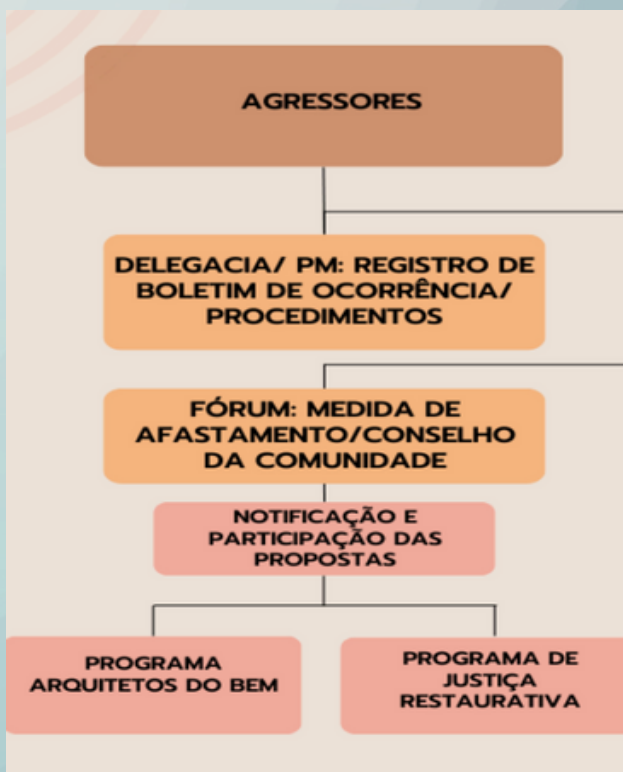 AGRESSORES
DELEGACIA/ PM: REGISTRO DE
BOLETIM DE OCORRÊNCIA/
PROCEDIMENTOS
FÓRUM: MEDIDA DE
AFASTAMENTO/CONSELHO
DA COMUNIDADE
NOTIFICAÇÃO E
PARTICIPAÇÃO DAS
PROPOSTAS
PROGRAMA
ARQUITETOS DO BEM
PROGRAMA DE
JUSTIÇA
RESTAURATIVA